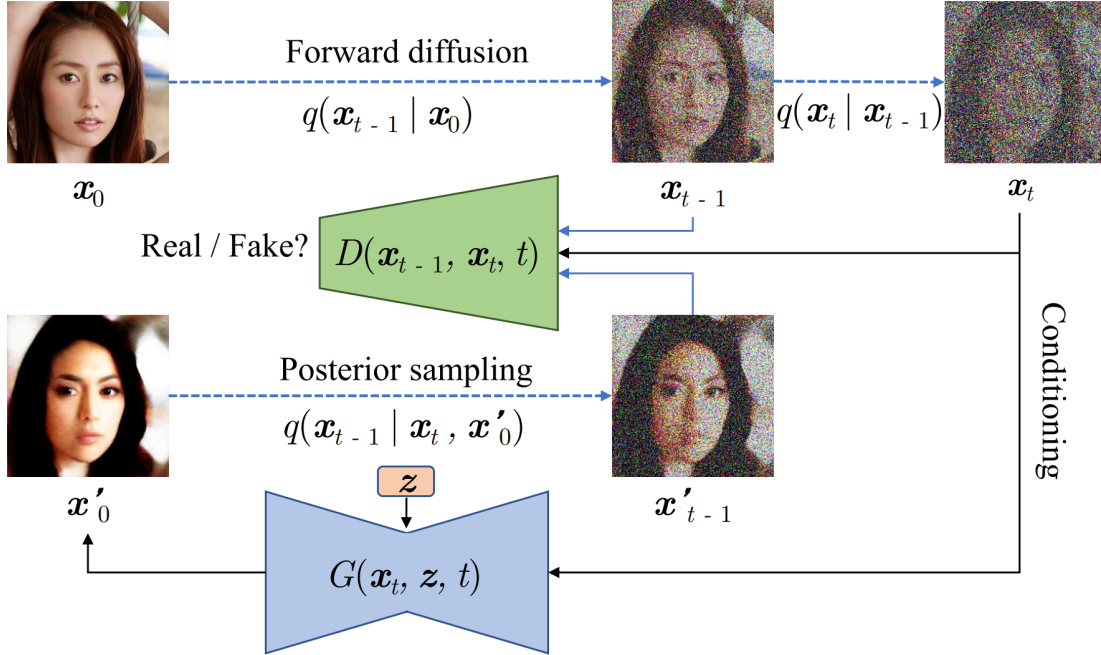 Forward diffusion
q(x_{t - 1} | x_0)
q(x_t | x_{t - 1})
x_0
x_{t - 1}
x_t
Real / Fake?
D(x_{t - 1}, x_t, t)
Conditioning
Posterior sampling
q(x_{t - 1} | x_t , x'_0)
z
x'_0
x'_{t - 1}
G(x_t, z, t)